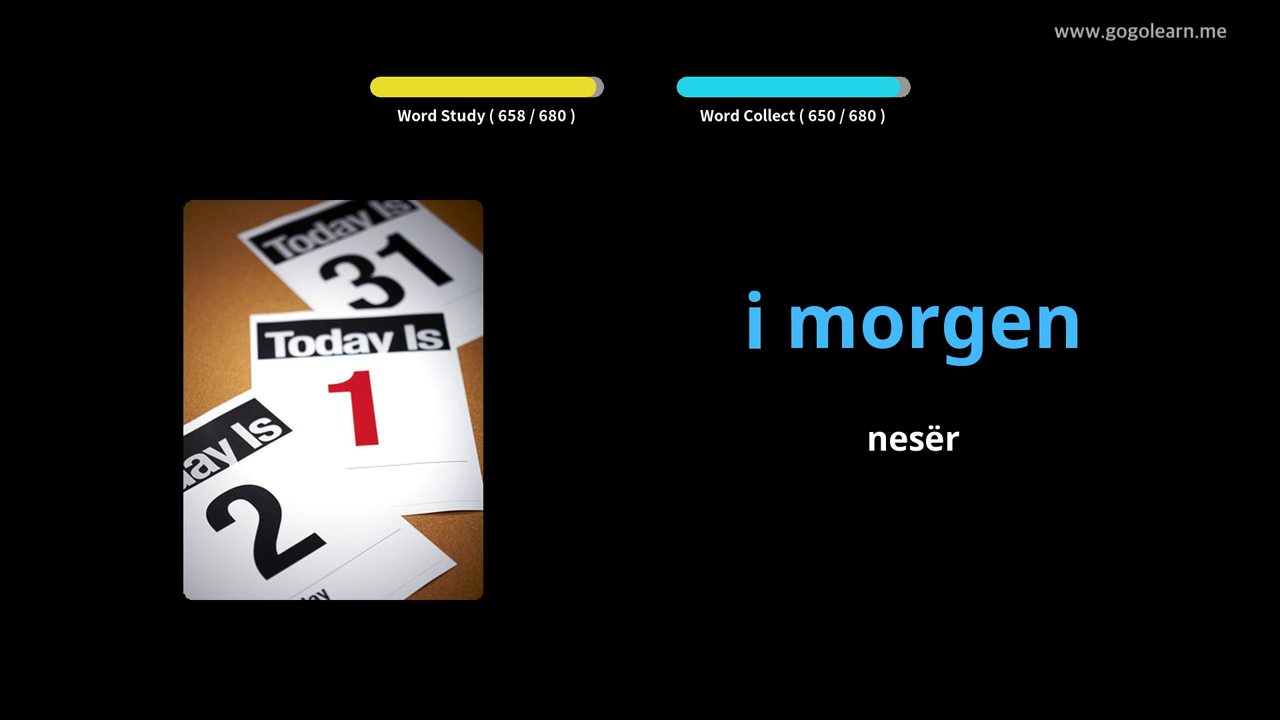 www.gogolearn.me
Word Study ( 658 / 680 )
Word Collect ( 650 / 680 )
Today Is
31
Today Is
1
ay Is
2
ay
i morgen
nesër